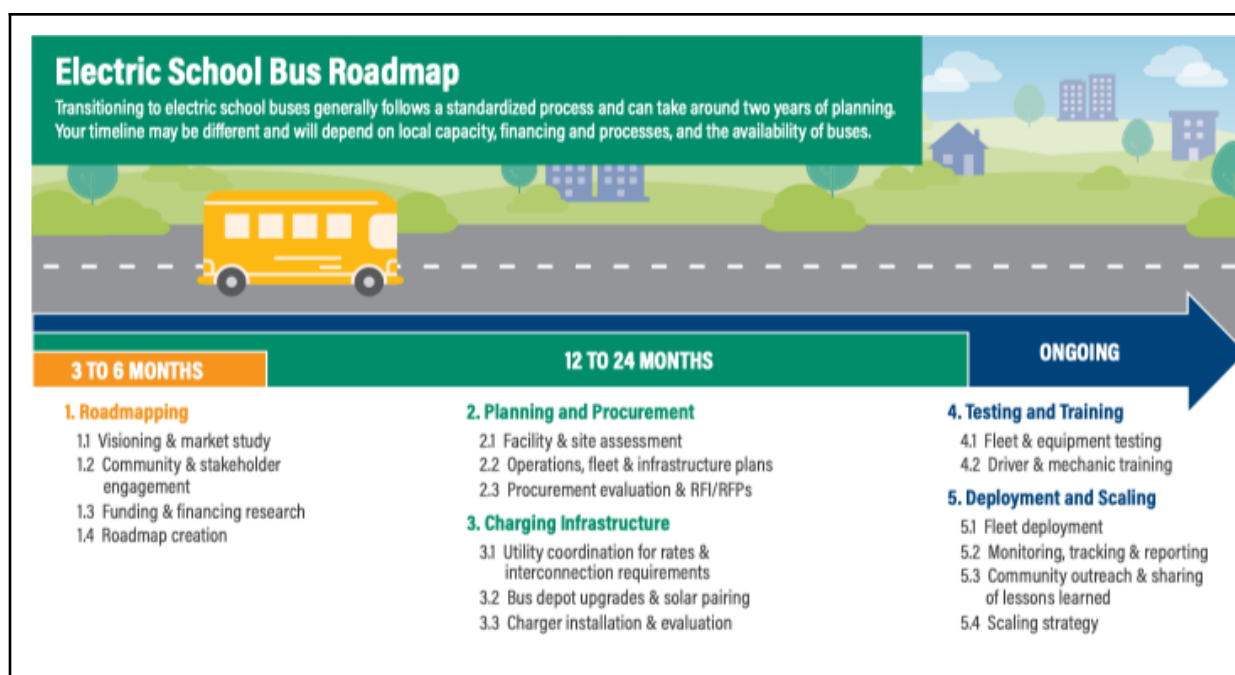 Electric School Bus Roadmap
Transitioning to electric school buses generally follows a standardized process and can take around two years of planning.
Your timeline may be different and will depend on local capacity, financing and processes, and the availability of buses.
3 TO 6 MONTHS
12 TO 24 MONTHS
ONGOING
1. Roadmapping
1.1 Visioning & market study
1.2 Community & stakeholder
engagement
1.3 Funding & financing research
1.4 Roadmap creation
2. Planning and Procurement
2.1 Facility & site assessment
2.2 Operations, fleet & infrastructure plans
2.3 Procurement evaluation & RFI/RFPs
3. Charging Infrastructure
3.1 Utility coordination for rates &
interconnection requirements
3.2 Bus depot upgrades & solar pairing
3.3 Charger installation & evaluation
4. Testing and Training
4.1 Fleet & equipment testing
4.2 Driver & mechanic training
5. Deployment and Scaling
5.1 Fleet deployment
5.2 Monitoring, tracking & reporting
5.3 Community outreach & sharing
of lessons learned
5.4 Scaling strategy